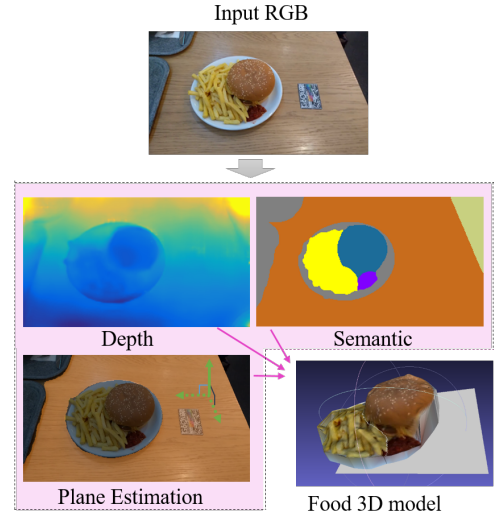 Input RGB
Depth
Semantic
Plane Estimation
Food 3D model